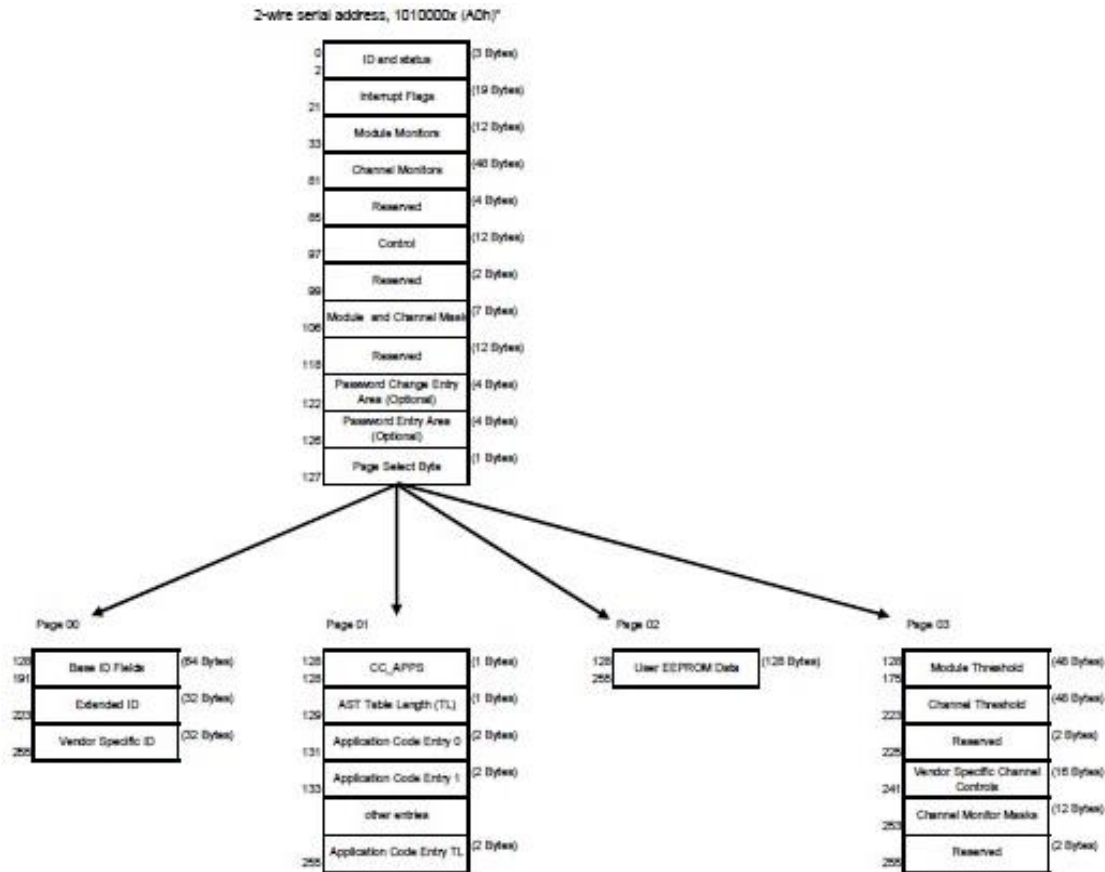 2-wire serial address, 1010000x (A0h)"
0
2
ID and status
(3 Bytes)
Interrupt Flags
(19 Bytes)
21
Module Monitors
(12 Bytes)
33
Channel Monitors
(48 Bytes)
81
Reserved
(4 Bytes)
85
Control
(12 Bytes)
97
Reserved
(2 Bytes)
99
Module and Channel Mask
(7 Bytes)
106
Reserved
(12 Bytes)
118
Password Change Entry
Area (Optional)
(4 Bytes)
122
Password Entry Area
(Optional)
(4 Bytes)
126
Page Select Byte
(1 Bytes)
127
Page 00
128
191
Base ID Fields
(64 Bytes)
Extended ID
(32 Bytes)
223
Vendor Specific ID
(32 Bytes)
255
Page 01
128
128
CC_APPS
(1 Bytes)
AST Table Length (TL)
(1 Bytes)
129
Application Code Entry 0
(2 Bytes)
131
Application Code Entry 1
(2 Bytes)
133
other entries
Application Code Entry TL
(2 Bytes)
255
Page 02
128
255
User EEPROM Data
(128 Bytes)
Page 03
128
175
Module Threshold
(48 Bytes)
Channel Threshold
(48 Bytes)
223
Reserved
(2 Bytes)
225
Vendor Specific Channel
Controls
(16 Bytes)
241
Channel Monitor Masks
(12 Bytes)
253
Reserved
(2 Bytes)
255